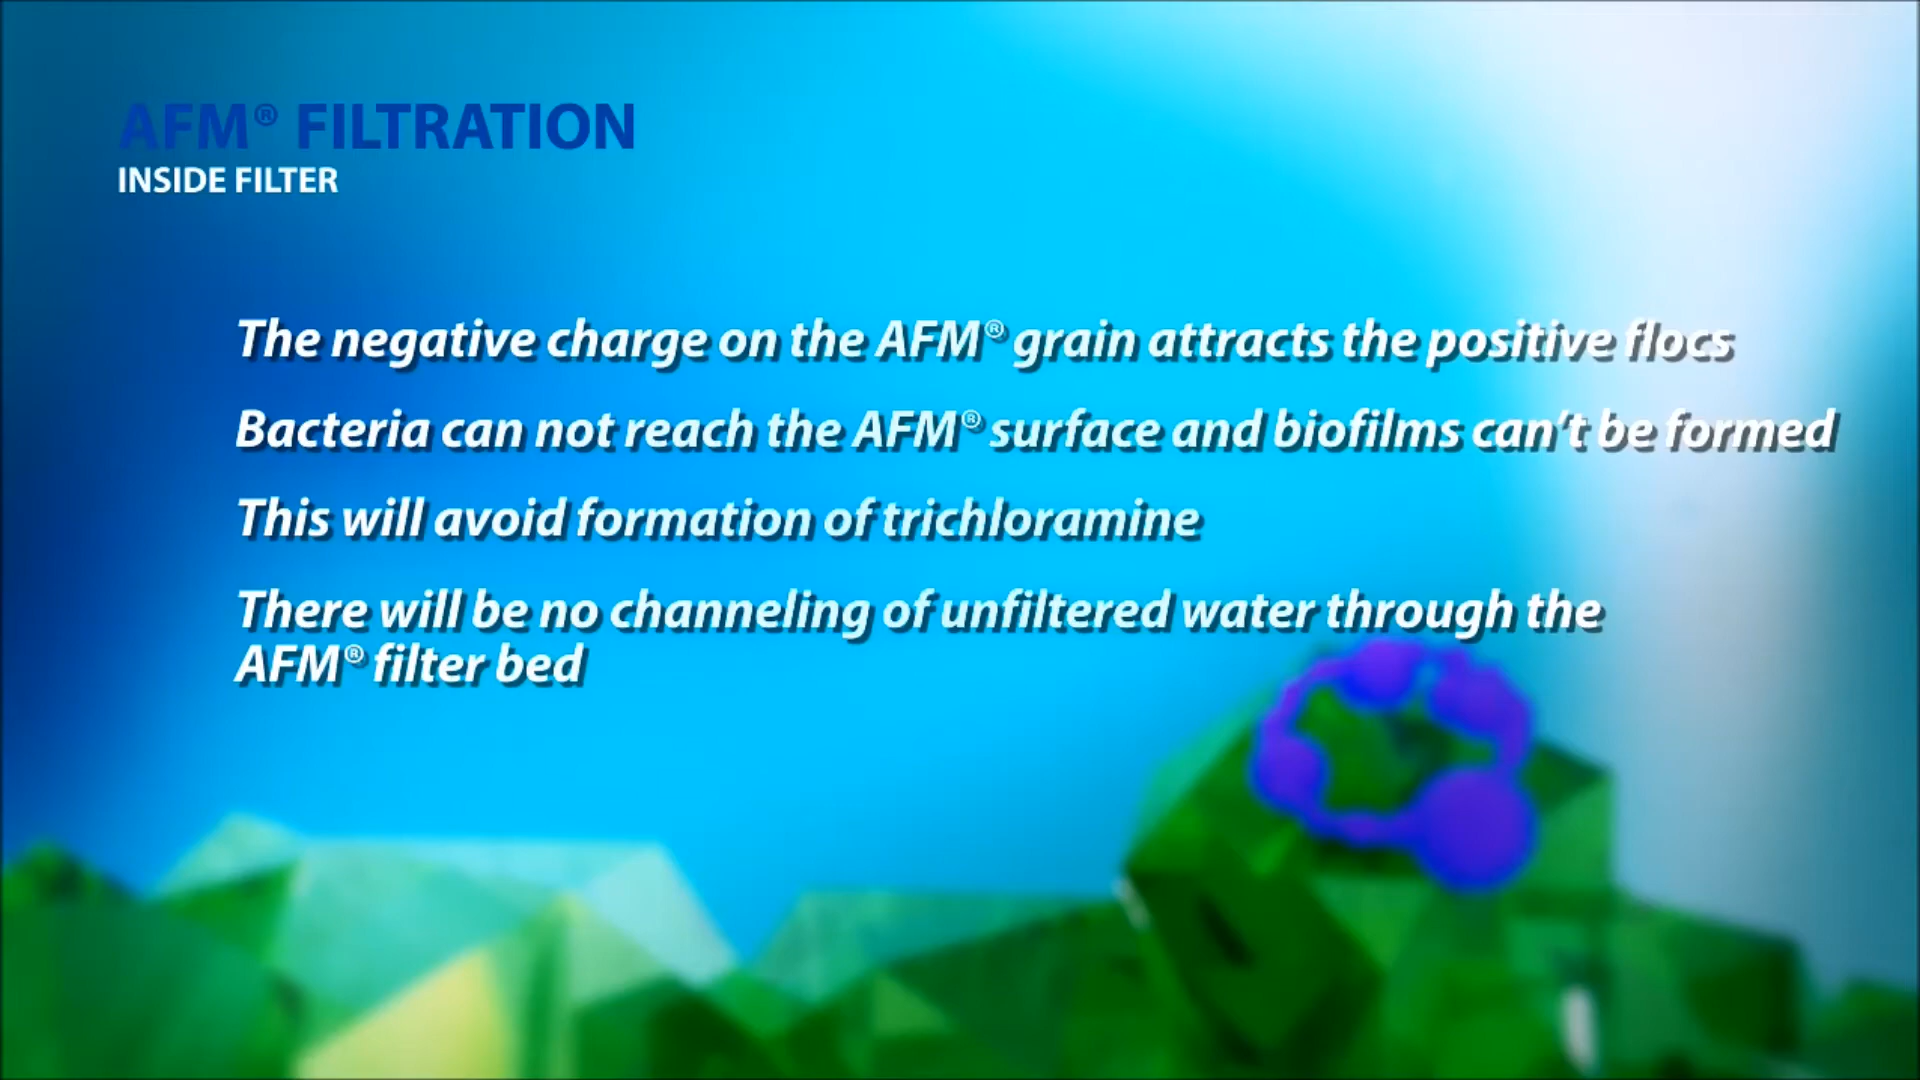 AFM® FILTRATION
INSIDE FILTER
The negative charge on the AFM® grain attracts the positive flocs
Bacteria can not reach the AFM® surface and biofilms can't be formed
This will avoid formation of trichloramine
There will be no channeling of unfiltered water through the
AFM® filter bed